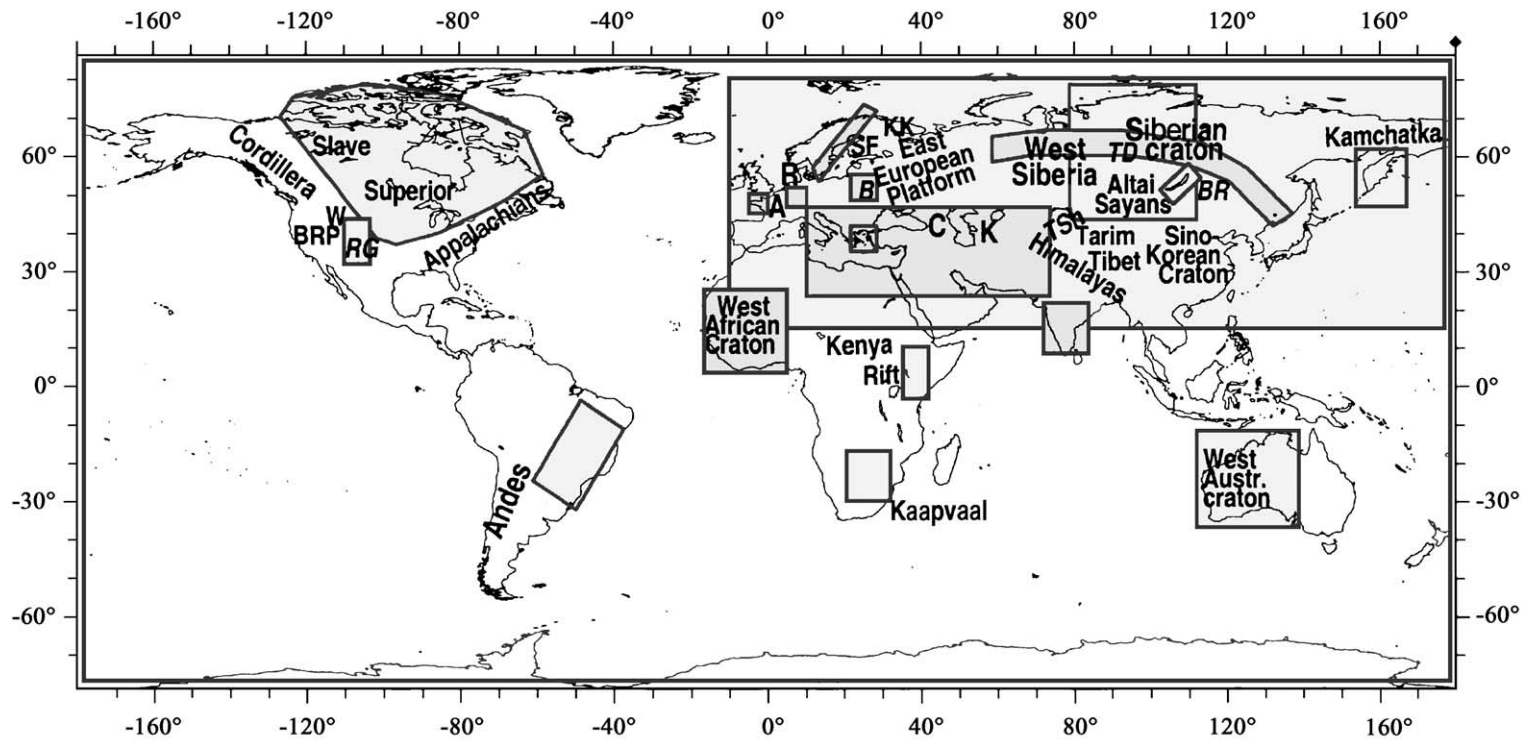 -160° -120° -80° -40° 0° 40° 80° 120° 160°
60° 60°
30° 30°
0° 0°
-30° -30°
-60° -60°
Cordillera
Slave
Superior
Appalachians
W
BRP
RG
Andes
KK
SF
East
European
Platform
R
B
A
C
K
West
Siberia
Siberian
TD craton
Altai
Sayans
BR
Kamchatka
TSh
Tarim
Tibet
Himalayas
Sino-
Korean
Craton
West
African
Craton
Kenya
Rift
Kaapvaal
West
Austr.
craton
-160° -120° -80° -40° 0° 40° 80° 120° 160°